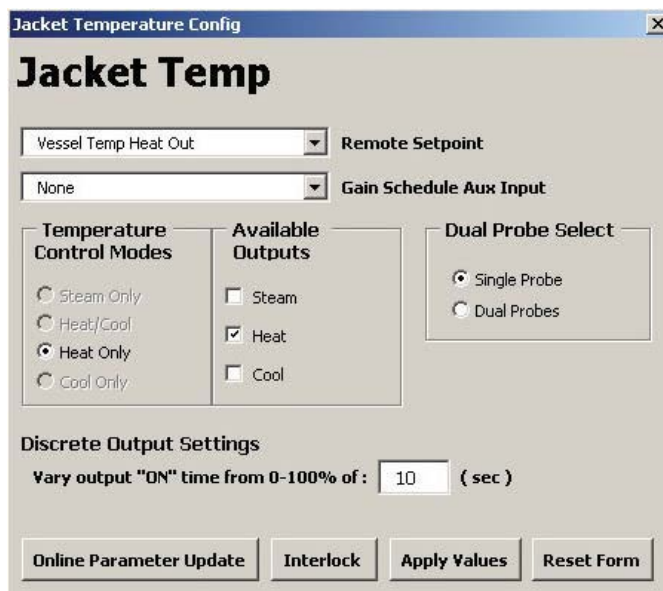 Jacket Temperature Config
Jacket Temp
Vessel Temp Heat Out
Remote Setpoint
None
Gain Schedule Aux Input
Temperature
Control Modes
Steam Only
Heat/Cool
Heat Only
Cool Only
Available
Outputs
Steam
Heat
Cool
Dual Probe Select
Single Probe
Dual Probes
Discrete Output Settings
Vary output "ON" time from 0-100% of : 10 ( sec )
Online Parameter Update
Interlock
Apply Values
Reset Form